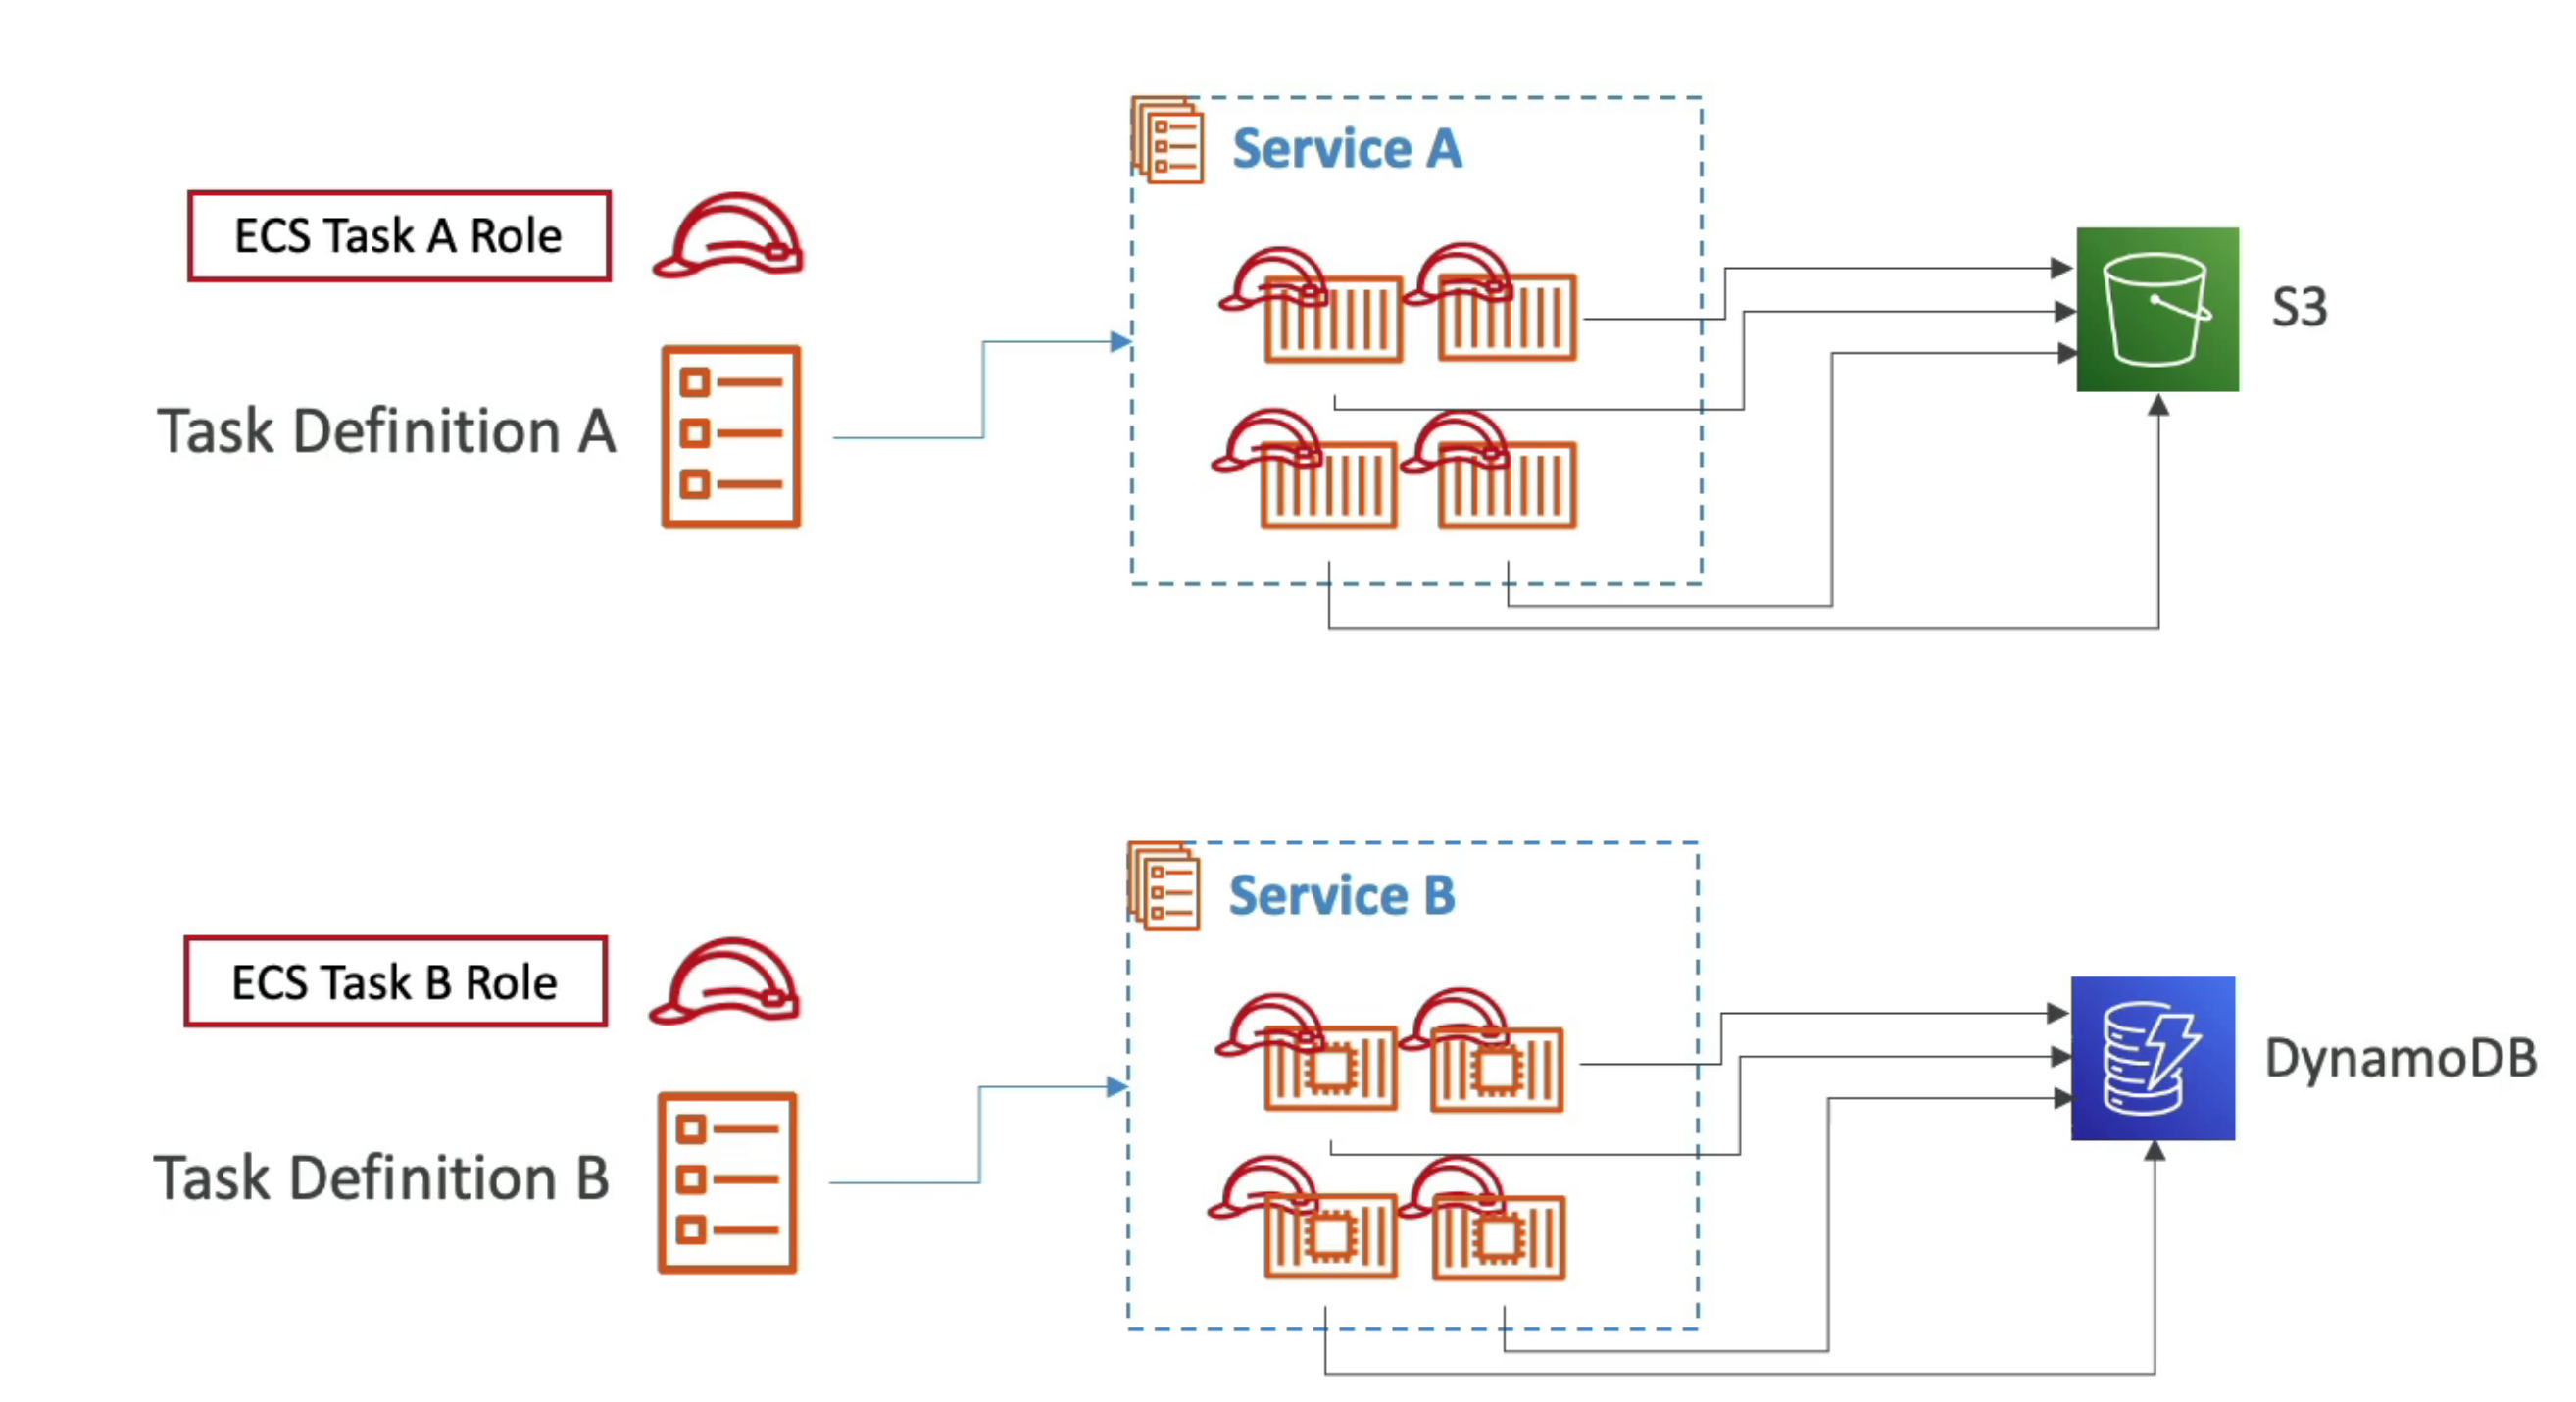 Service A
ECS Task A Role
S3
Task Definition A
Service B
ECS Task B Role
DynamoDB
Task Definition B